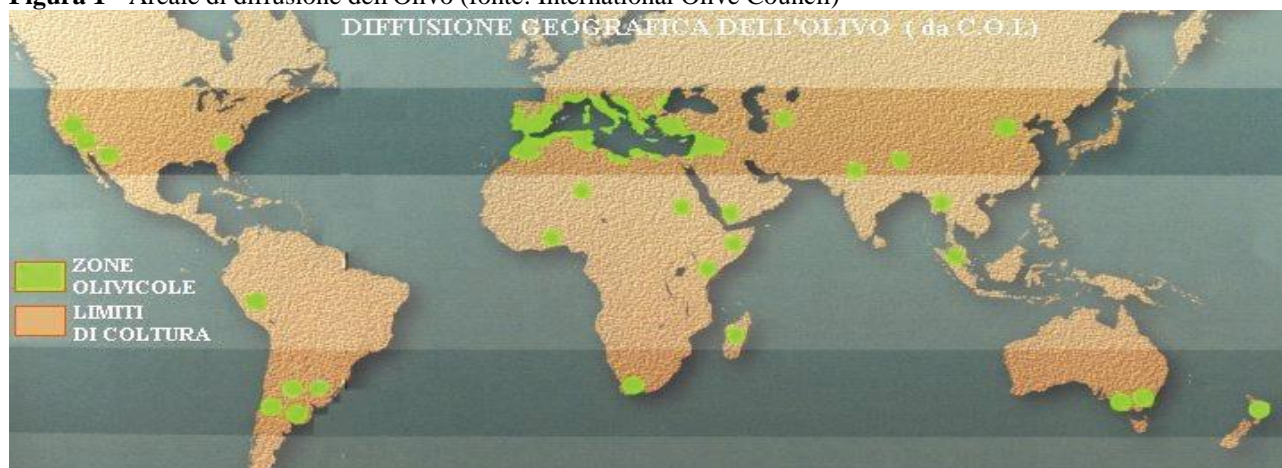 Figura 1 - Areale di diffusione dell'Olivo (fonte: International Olive Council)
DIFFUSIONE GEOGRAFICA DELL'OLIVO ( da C.O.I.)
ZONE
OLIVICOLE
LIMITI
DI COLTURA